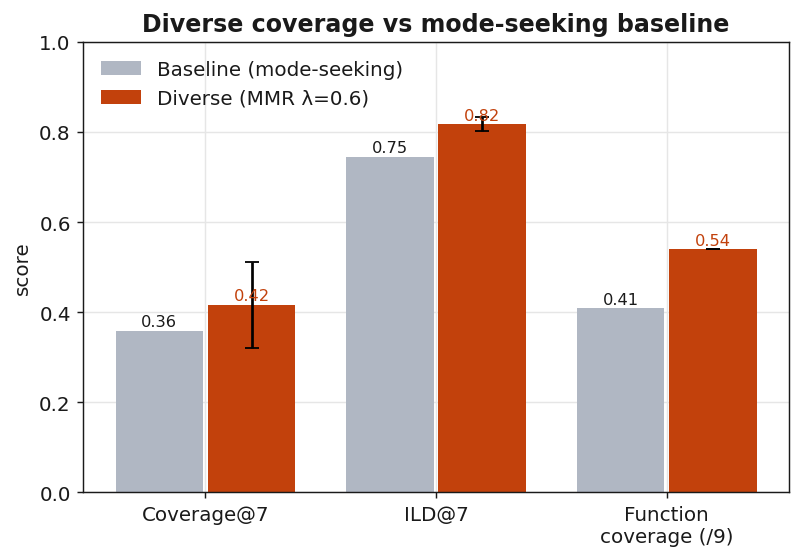 Diverse coverage vs mode-seeking baseline
1.0
0.8
0.6
0.4
0.2
0.0
score
Baseline (mode-seeking)
Diverse (MMR λ=0.6)
0.36
0.42
0.75
0.82
0.41
0.54
Coverage@7
ILD@7
Function
coverage (/9)